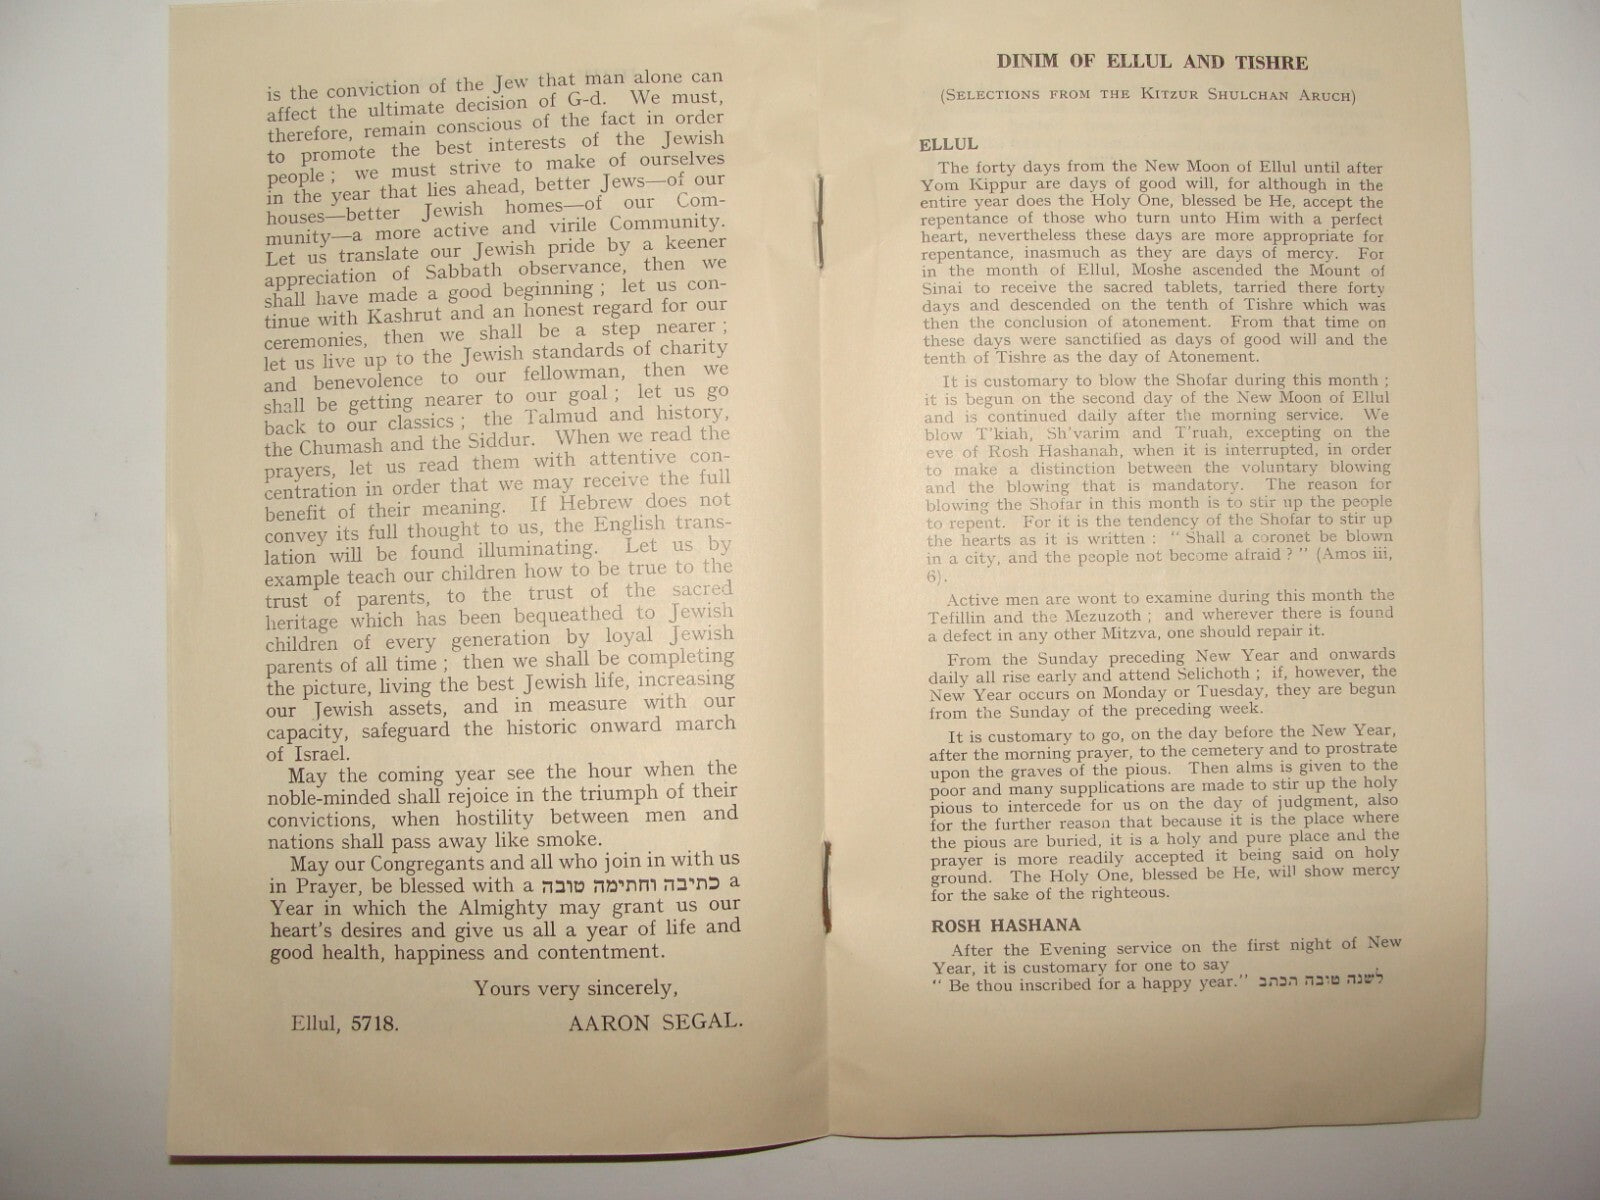 is the conviction of the Jew that man alone can
affect the ultimate decision of G-d. We must,
therefore, remain conscious of the fact in order
to promote the best interests of the Jewish
people ; we must strive to make of ourselves
in the year that lies ahead, better Jews—of our
houses—better Jewish homes—of our Com-
munity—a more active and virile Community.
Let us translate our Jewish pride by a keener
appreciation of Sabbath observance, then we
shall have made a good beginning ; let us con-
tinue with Kashrut and an honest regard for our
ceremonies, then we shall be a step nearer ;
let us live up to the Jewish standards of charity
and benevolence to our fellowman, then we
shall be getting nearer to our goal ; let us go
back to our classics ; the Talmud and history,
the Chumash and the Siddur. When we read the
prayers, let us read them with attentive con-
centration in order that we may receive the full
benefit of their meaning. If Hebrew does not
convey its full thought to us, the English trans-
lation will be found illuminating. Let us by
example teach our children how to be true to the
trust of parents, to the trust of the sacred
heritage which has been bequeathed to Jewish
children of every generation by loyal Jewish
parents of all time ; then we shall be completing
the picture, living the best Jewish life, increasing
our Jewish assets, and in measure with our
capacity, safeguard the historic onward march
of Israel.
May the coming year see the hour when the
noble-minded shall rejoice in the triumph of their
convictions, when hostility between men and
nations shall pass away like smoke.
May our Congregants and all who join in with us
in Prayer, be blessed with a כתיבה וחתימה טובה a
Year in which the Almighty may grant us our
heart's desires and give us all a year of life and
good health, happiness and contentment.
Yours very sincerely,
Ellul, 5718. AARON SEGAL.
DINIM OF ELLUL AND TISHRE
(Selections from the Kitzur Shulchan Aruch)
ELLUL
The forty days from the New Moon of Ellul until after
Yom Kippur are days of good will, for although in the
entire year does the Holy One, blessed be He, accept the
repentance of those who turn unto Him with a perfect
heart, nevertheless these days are more appropriate for
repentance, inasmuch as they are days of mercy. For
in the month of Ellul, Moshe ascended the Mount of
Sinai to receive the sacred tablets, tarried there forty
days and descended on the tenth of Tishre which was
then the conclusion of atonement. From that time on
these days were sanctified as days of good will and the
tenth of Tishre as the day of Atonement.
It is customary to blow the Shofar during this month ;
it is begun on the second day of the New Moon of Ellul
and is continued daily after the morning service. We
blow T'kiah, Sh'varim and T'ruah, excepting on the
eve of Rosh Hashanah, when it is interrupted, in order
to make a distinction between the voluntary blowing
and the blowing that is mandatory. The reason for
blowing the Shofar in this month is to stir up the people
to repent. For it is the tendency of the Shofar to stir up
the hearts as it is written : " Shall a coronet be blown
in a city, and the people not become afraid ? " (Amos iii,
6).
Active men are wont to examine during this month the
Tefillin and the Mezuzoth ; and wherever there is found
a defect in any other Mitzva, one should repair it.
From the Sunday preceding New Year and onwards
daily all rise early and attend Selichoth ; if, however, the
New Year occurs on Monday or Tuesday, they are begun
from the Sunday of the preceding week.
It is customary to go, on the day before the New Year,
after the morning prayer, to the cemetery and to prostrate
upon the graves of the pious. Then alms is given to the
poor and many supplications are made to stir up the holy
pious to intercede for us on the day of judgment, also
for the further reason that because it is the place where
the pious are buried, it is a holy and pure place and the
prayer is more readily accepted it being said on holy
ground. The Holy One, blessed be He, will show mercy
for the sake of the righteous.
ROSH HASHANA
After the Evening service on the first night of New
Year, it is customary for one to say
" Be thou inscribed for a happy year." לשנה טובה תכתב